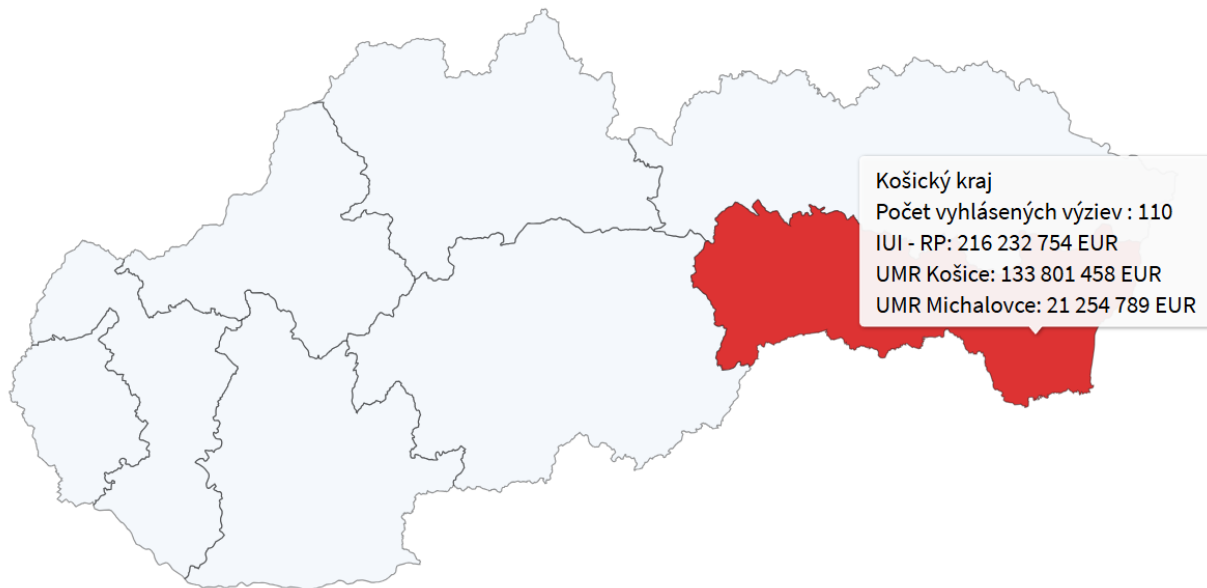 Košický kraj
Počet vyhlásených výziev : 110
IUI - RP: 216 232 754 EUR
UMR Košice: 133 801 458 EUR
UMR Michalovce: 21 254 789 EUR